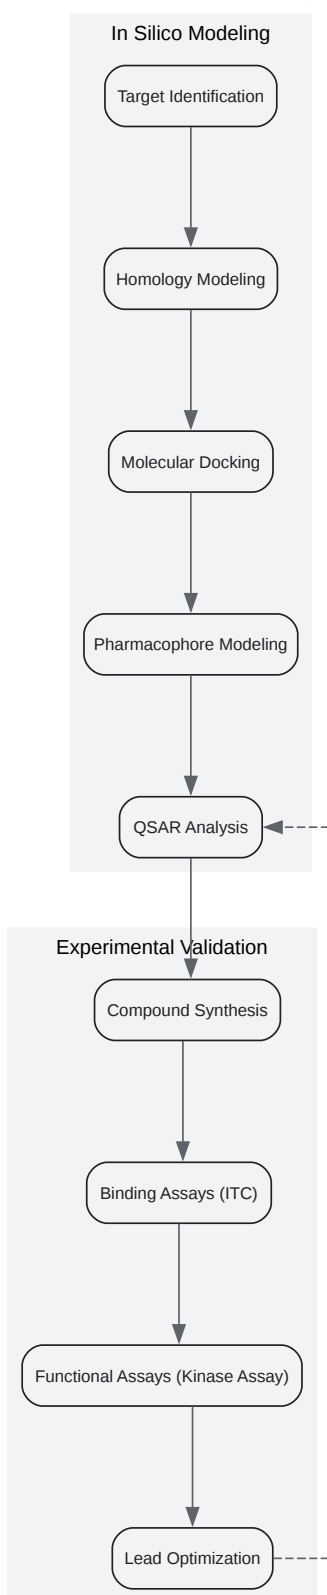 In Silico Modeling
Target Identification
Homology Modeling
Molecular Docking
Pharmacophore Modeling
QSAR Analysis
Experimental Validation
Compound Synthesis
Binding Assays (ITC)
Functional Assays (Kinase Assay)
Lead Optimization